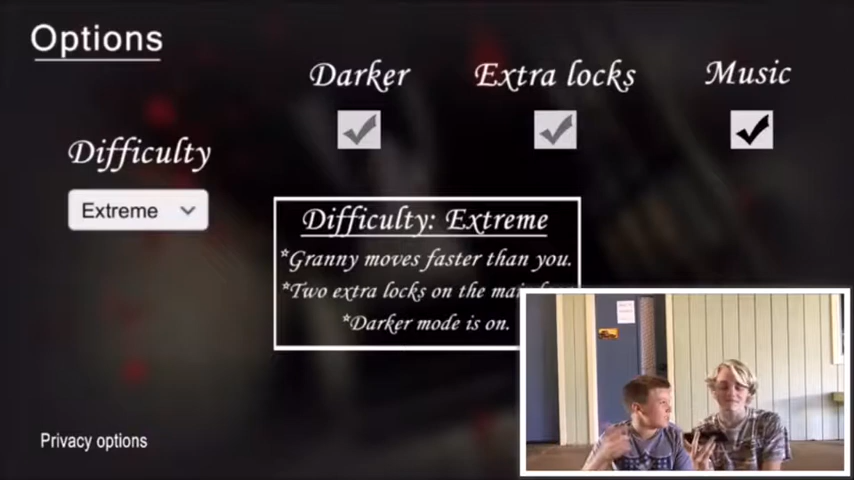 Options
Darker
Extra locks
Music
Difficulty
Extreme
Difficulty: Extreme
*Granny moves faster than you.
*Two extra locks on the main
*Darker mode is on.
Privacy options